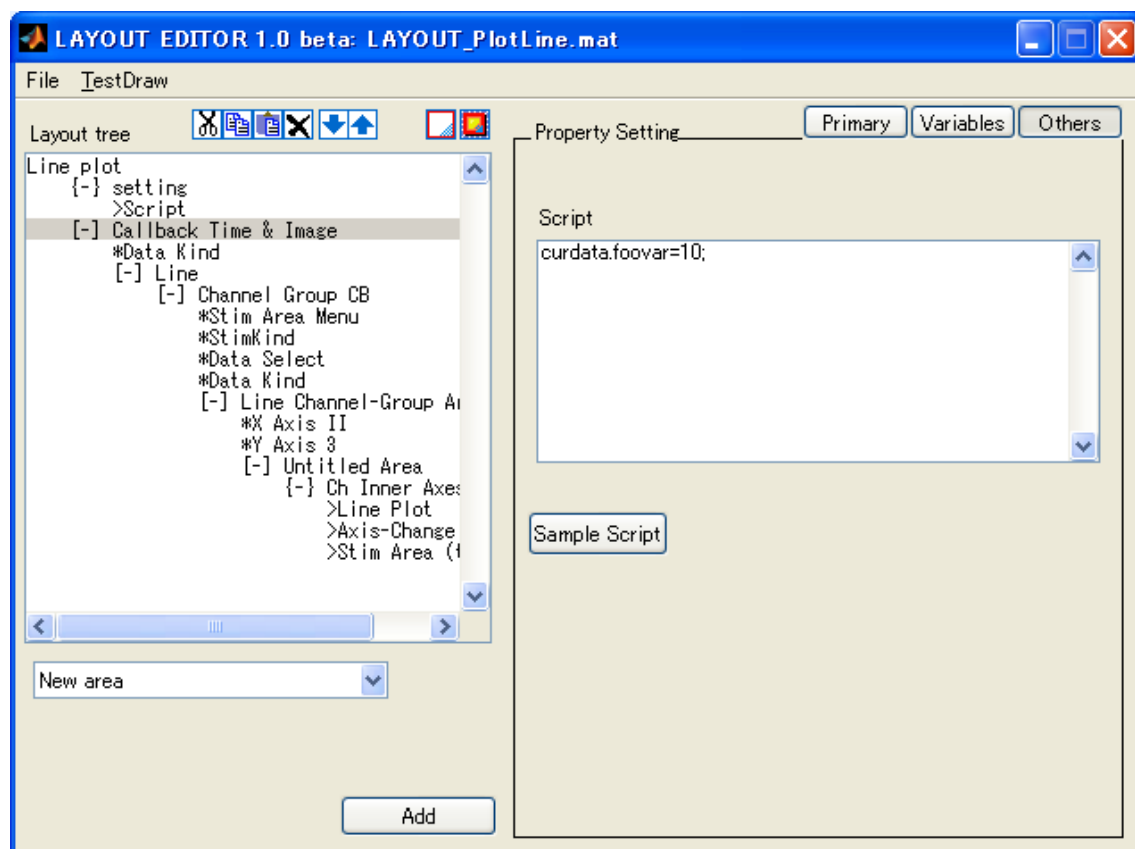 LAYOUT EDITOR 1.0 beta: LAYOUT_PlotLine.mat
File TestDraw
Layout tree
Property Setting
Primary Variables Others
Line plot
{-} setting
>Script
[-] Callback Time & Image
*Data Kind
[-] Line
[-] Channel Group CB
*Stim Area Menu
*StimKind
*Data Select
*Data Kind
[-] Line Channel-Group
*X Axis II
*Y Axis 3
[-] Untitled Area
{-} Ch Inner Axes
>Line Plot
>Axis-Change
>Stim Area (
Script
curdata.foovar=10;
Sample Script
New area
Add